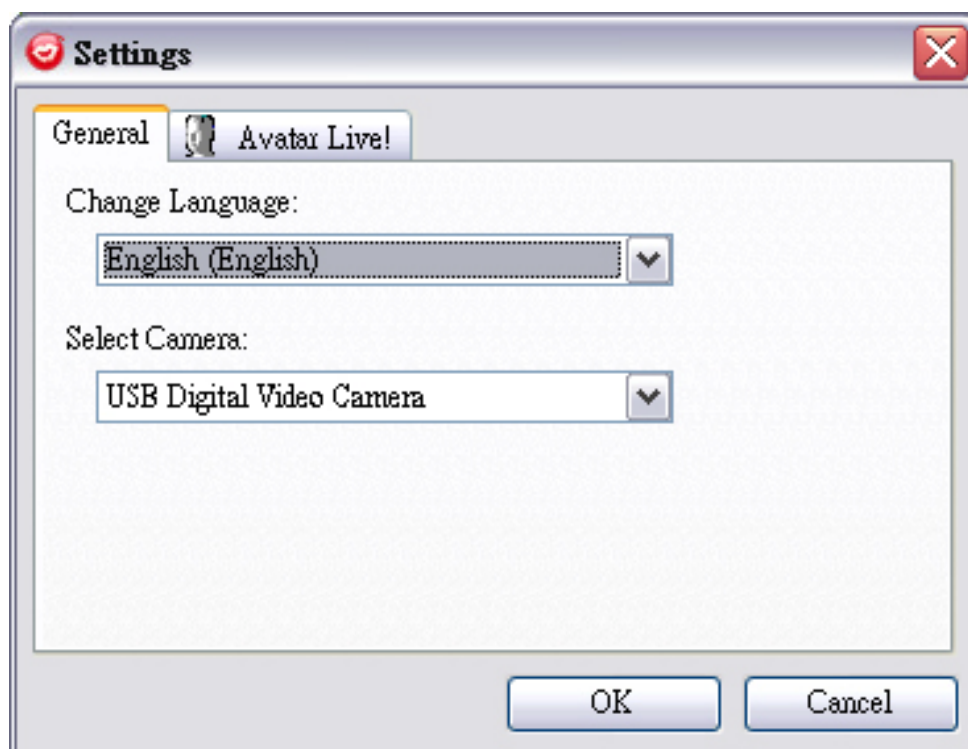 Settings
General
Avatar Live!
Change Language:
English (English)
Select Camera:
USB Digital Video Camera
OK
Cancel